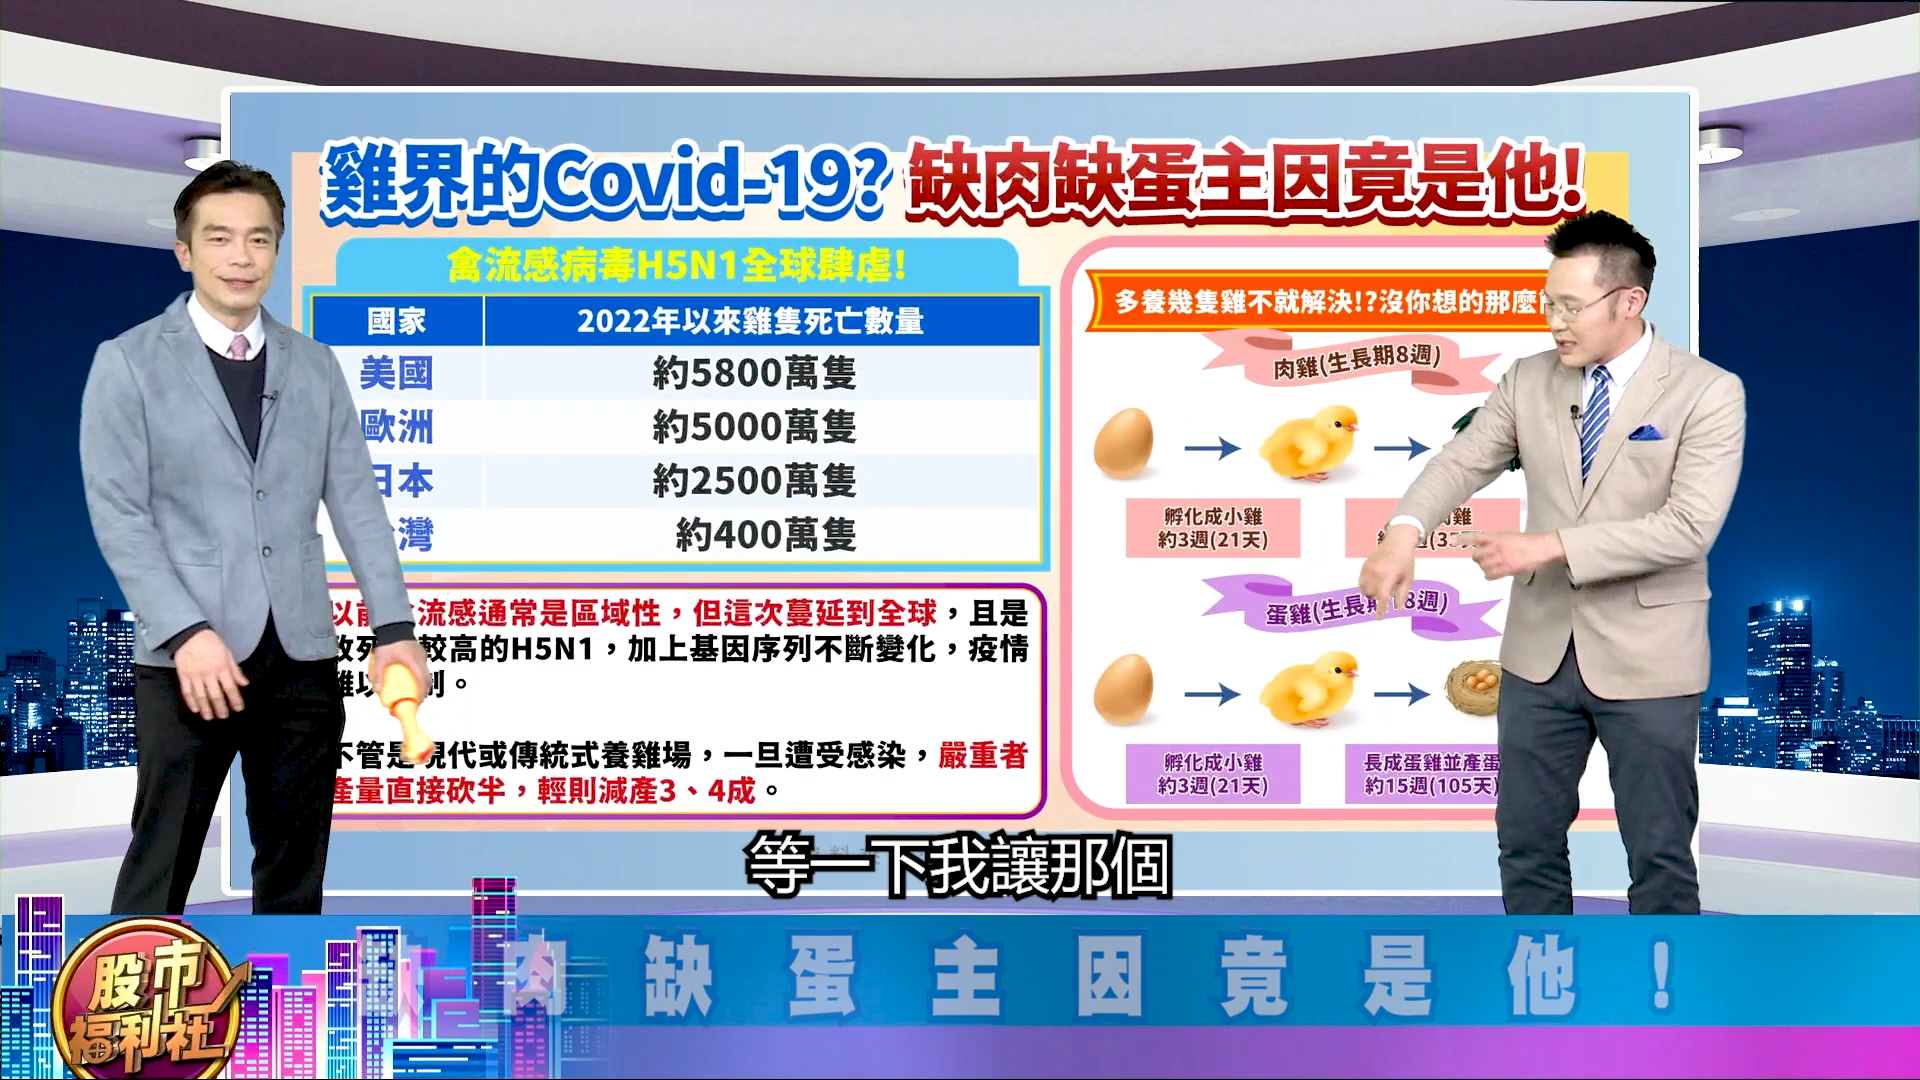 雞界的Covid-19? 缺肉缺蛋主因竟是他!
禽流感病毒H5N1全球肆虐!
國家 2022年以來雞隻死亡數量
美國 約5800萬隻
歐洲 約5000萬隻
日本 約2500萬隻
灣 約400萬隻
以前 流感通常是區域性，但這次蔓延到全球，且是
較高的H5N1，加上基因序列不斷變化，疫情
制。
不管是現代或傳統式養雞場，一旦遭受感染，嚴重者
產量直接砍半，輕則減產3、4成。
多養幾隻雞不就解決!?沒你想的那麼
肉雞(生長期8週)
孵化成小雞
約3週(21天)
肉雞
蛋雞(生長期18週)
孵化成小雞
約3週(21天)
長成蛋雞並產蛋
約15週(105天)
等一下我讓那個
缺肉缺蛋主因竟是他!
股市
福利社